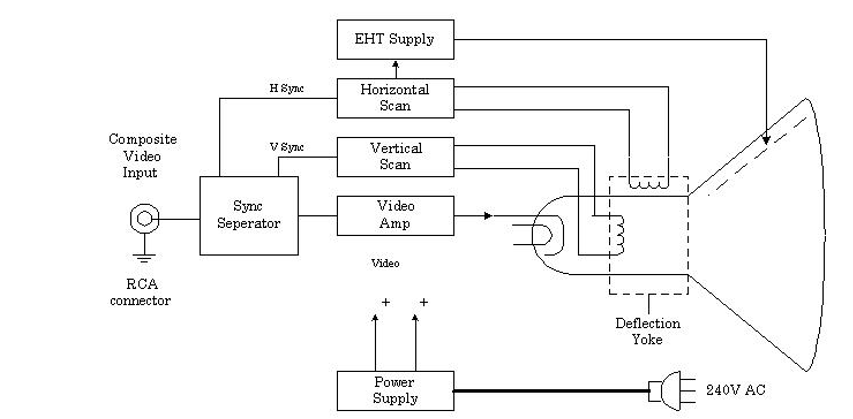 EHT Supply
H Sync
Horizontal
Scan
Composite
Video
Input
V Sync
Vertical
Scan
Sync
Seperator
Video
Amp
Video
RCA
connector
+ +
Deflection
Yoke
Power
Supply
240V AC